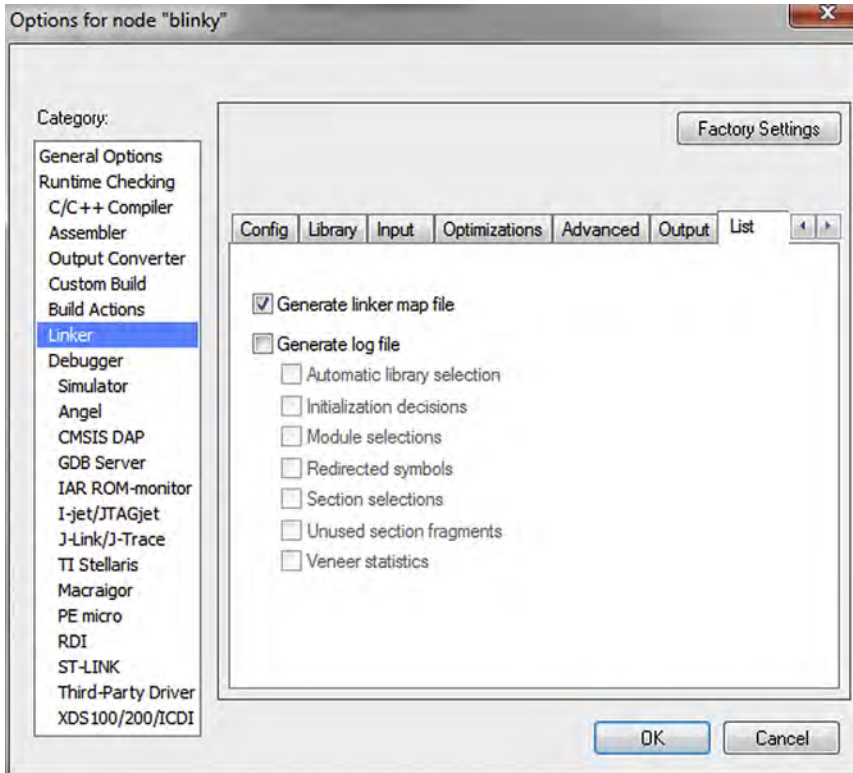 Options for node "blinky"
Category:
Factory Settings
General Options
Runtime Checking
C/C++ Compiler
Assembler
Output Converter
Custom Build
Build Actions
Linker
Debugger
Simulator
Angel
CMSIS DAP
GDB Server
IAR ROM-monitor
I-jet/JTAGjet
J-Link/J-Trace
TI Stellaris
Macraigor
PE micro
RDI
ST-LINK
Third-Party Driver
XDS100/200/ICDI
Config Library Input Optimizations Advanced Output List
Generate linker map file
Generate log file
Automatic library selection
Initialization decisions
Module selections
Redirected symbols
Section selections
Unused section fragments
Veneer statistics
OK Cancel